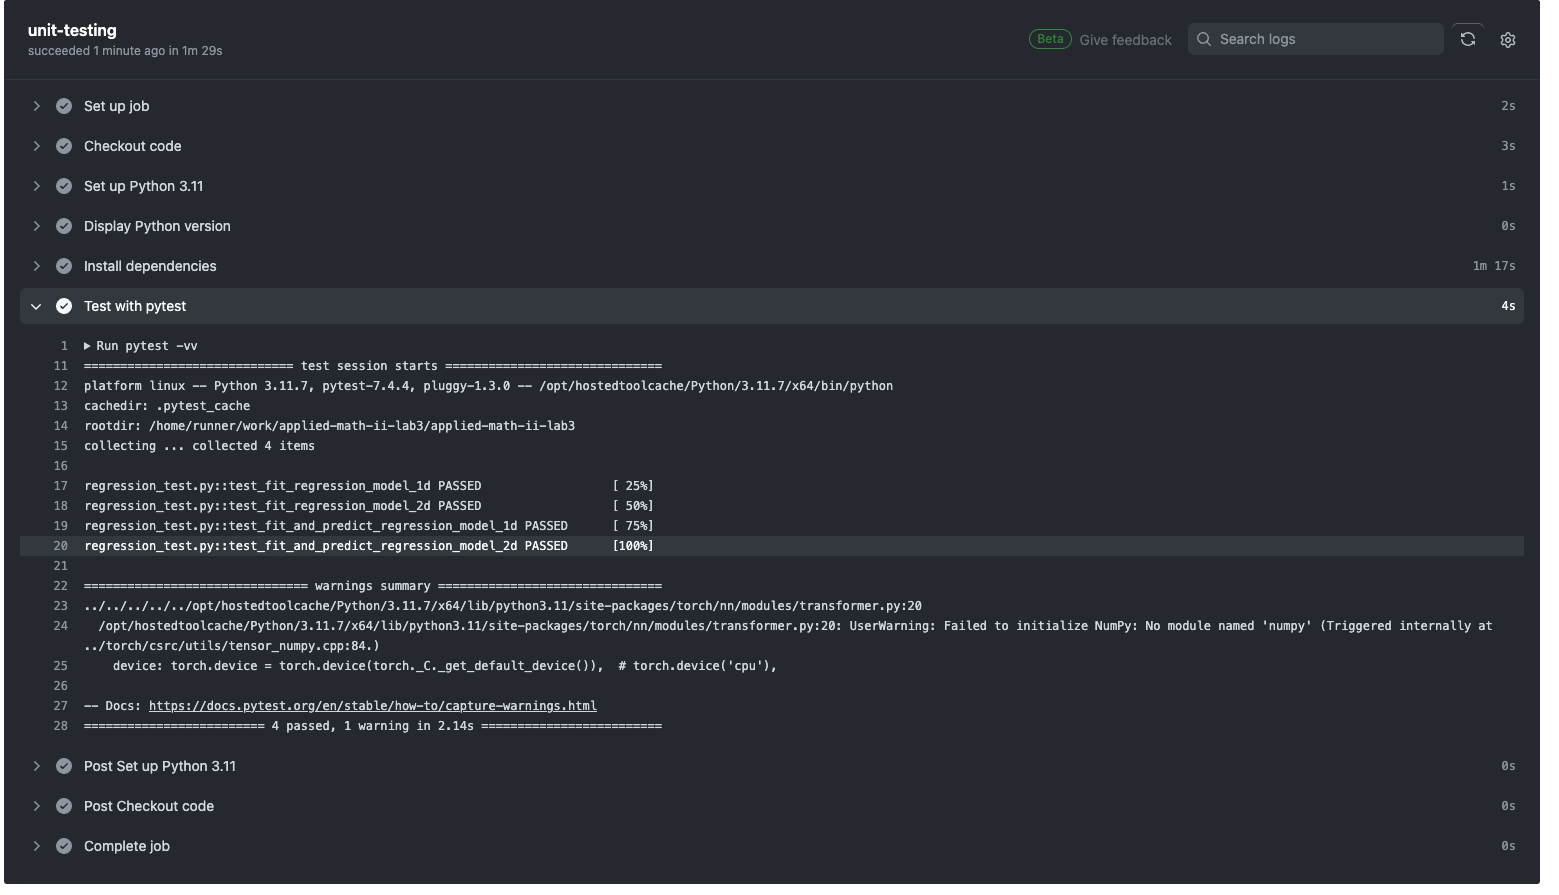 unit-testing
succeeded 1 minute ago in 1m 29s
Beta Give feedback Search logs
Set up job 2s
Checkout code 3s
Set up Python 3.11 1s
Display Python version 0s
Install dependencies 1m 17s
Test with pytest 4s
1 Run pytest -vv
11 ============================= test session starts ==============================
12 platform linux -- Python 3.11.7, pytest-7.4.4, pluggy-1.3.0 -- /opt/hostedtoolcache/Python/3.11.7/x64/bin/python
13 cachedir: .pytest_cache
14 rootdir: /home/runner/work/applied-math-ii-lab3/applied-math-ii-lab3
15 collecting ... collected 4 items
16
17 regression_test.py::test_fit_regression_model_1d PASSED [ 25%]
18 regression_test.py::test_fit_regression_model_2d PASSED [ 50%]
19 regression_test.py::test_fit_and_predict_regression_model_1d PASSED [ 75%]
20 regression_test.py::test_fit_and_predict_regression_model_2d PASSED [100%]
21
22 =============================== warnings summary ===============================
23 ../../../../../opt/hostedtoolcache/Python/3.11.7/x64/lib/python3.11/site-packages/torch/nn/modules/transformer.py:20
24 /opt/hostedtoolcache/Python/3.11.7/x64/lib/python3.11/site-packages/torch/nn/modules/transformer.py:20: UserWarning: Failed to initialize NumPy: No module named 'numpy' (Triggered internally at
../torch/csrc/utils/tensor_numpy.cpp:84.)
25 device: torch.device = torch.device(torch._C._get_default_device()), # torch.device('cpu'),
26
27 -- Docs: https://docs.pytest.org/en/stable/how-to/capture-warnings.html
28 ========================= 4 passed, 1 warning in 2.14s =========================
Post Set up Python 3.11 0s
Post Checkout code 0s
Complete job 0s